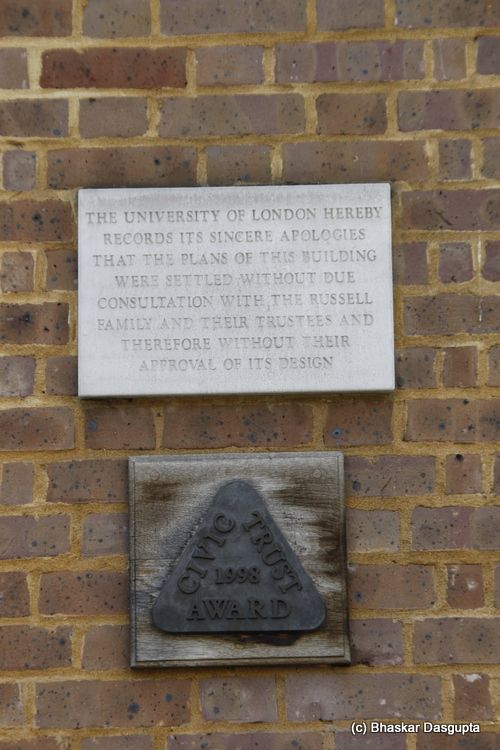 THE UNIVERSITY OF LONDON HEREBY
RECORDS ITS SINCERE APOLOGIES
THAT THE PLANS OF THIS BUILDING
WERE SETTLED WITHOUT DUE
CONSULTATION WITH THE RUSSELL
FAMILY AND THEIR TRUSTEES AND
THEREFORE WITHOUT THEIR
APPROVAL OF ITS DESIGN
CIVIC TRUST
1998
AWARD
(c) Bhaskar Dasgupta